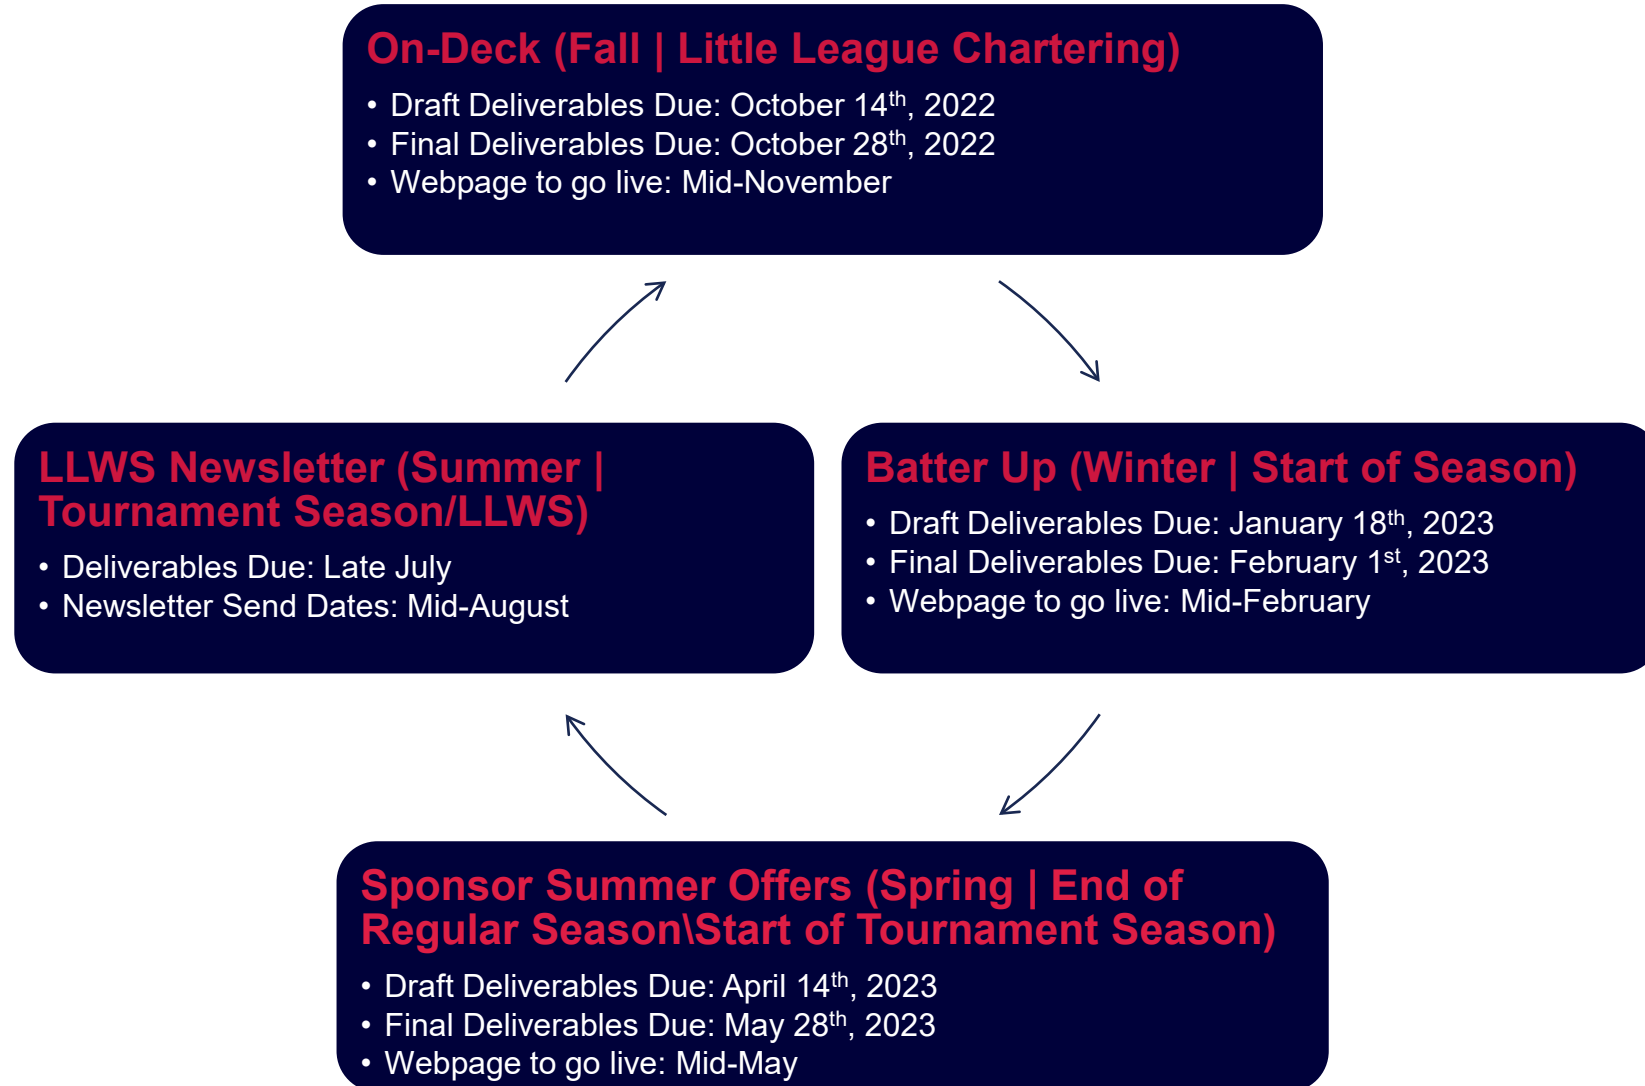 On-Deck (Fall | Little League Chartering)
• Draft Deliverables Due: October 14th, 2022
• Final Deliverables Due: October 28th, 2022
• Webpage to go live: Mid-November
LLWS Newsletter (Summer |
Tournament Season/LLWS)
• Deliverables Due: Late July
• Newsletter Send Dates: Mid-August
Batter Up (Winter | Start of Season)
• Draft Deliverables Due: January 18th, 2023
• Final Deliverables Due: February 1st, 2023
• Webpage to go live: Mid-February
Sponsor Summer Offers (Spring | End of
Regular Season\Start of Tournament Season)
• Draft Deliverables Due: April 14th, 2023
• Final Deliverables Due: May 28th, 2023
• Webpage to go live: Mid-May